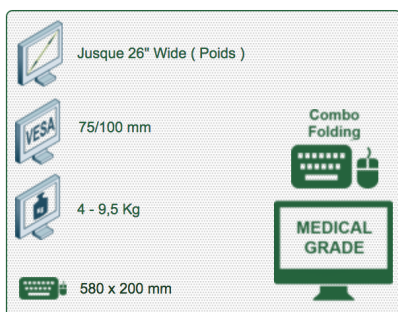 Jusque 26" Wide ( Poids )
VESA
75/100 mm
KG
4 - 9,5 Kg
580 x 200 mm
Combo
Folding
MEDICAL
GRADE